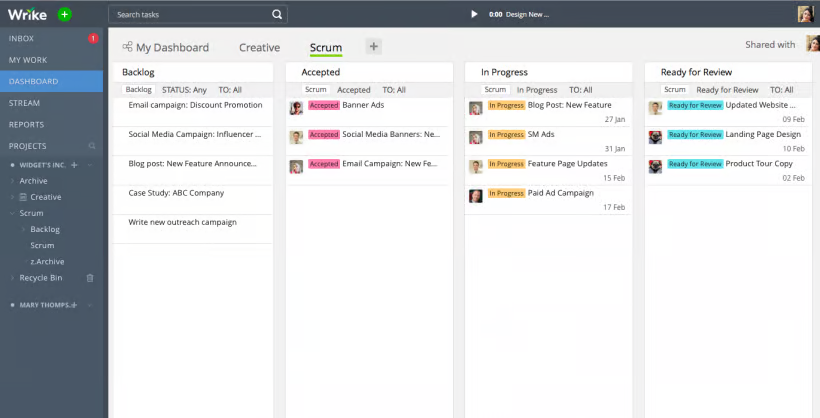 Wrike
Search tasks
0:00 Design New ...
INBOX 1
MY WORK
DASHBOARD
STREAM
REPORTS
PROJECTS
WIDGET'S INC.
Archive
Creative
Scrum
Backlog
Scrum
z.Archive
Recycle Bin
MARY THOMPS.
My Dashboard Creative Scrum +
Shared with
Backlog
Backlog STATUS: Any TO: All
Email campaign: Discount Promotion
Social Media Campaign: Influencer ...
Blog post: New Feature Announce...
Case Study: ABC Company
Write new outreach campaign
Accepted
Scrum Accepted TO: All
Accepted Banner Ads
Accepted Social Media Banners: Ne...
Accepted Email Campaign: New Fe...
In Progress
Scrum In Progress TO: All
In Progress Blog Post: New Feature
27 Jan
In Progress SM Ads
31 Jan
In Progress Feature Page Updates
15 Feb
In Progress Paid Ad Campaign
17 Feb
Ready for Review
Scrum Ready for Review TO: All
Ready for Review Updated Website ...
09 Feb
Ready for Review Landing Page Design
10 Feb
Ready for Review Product Tour Copy
02 Feb